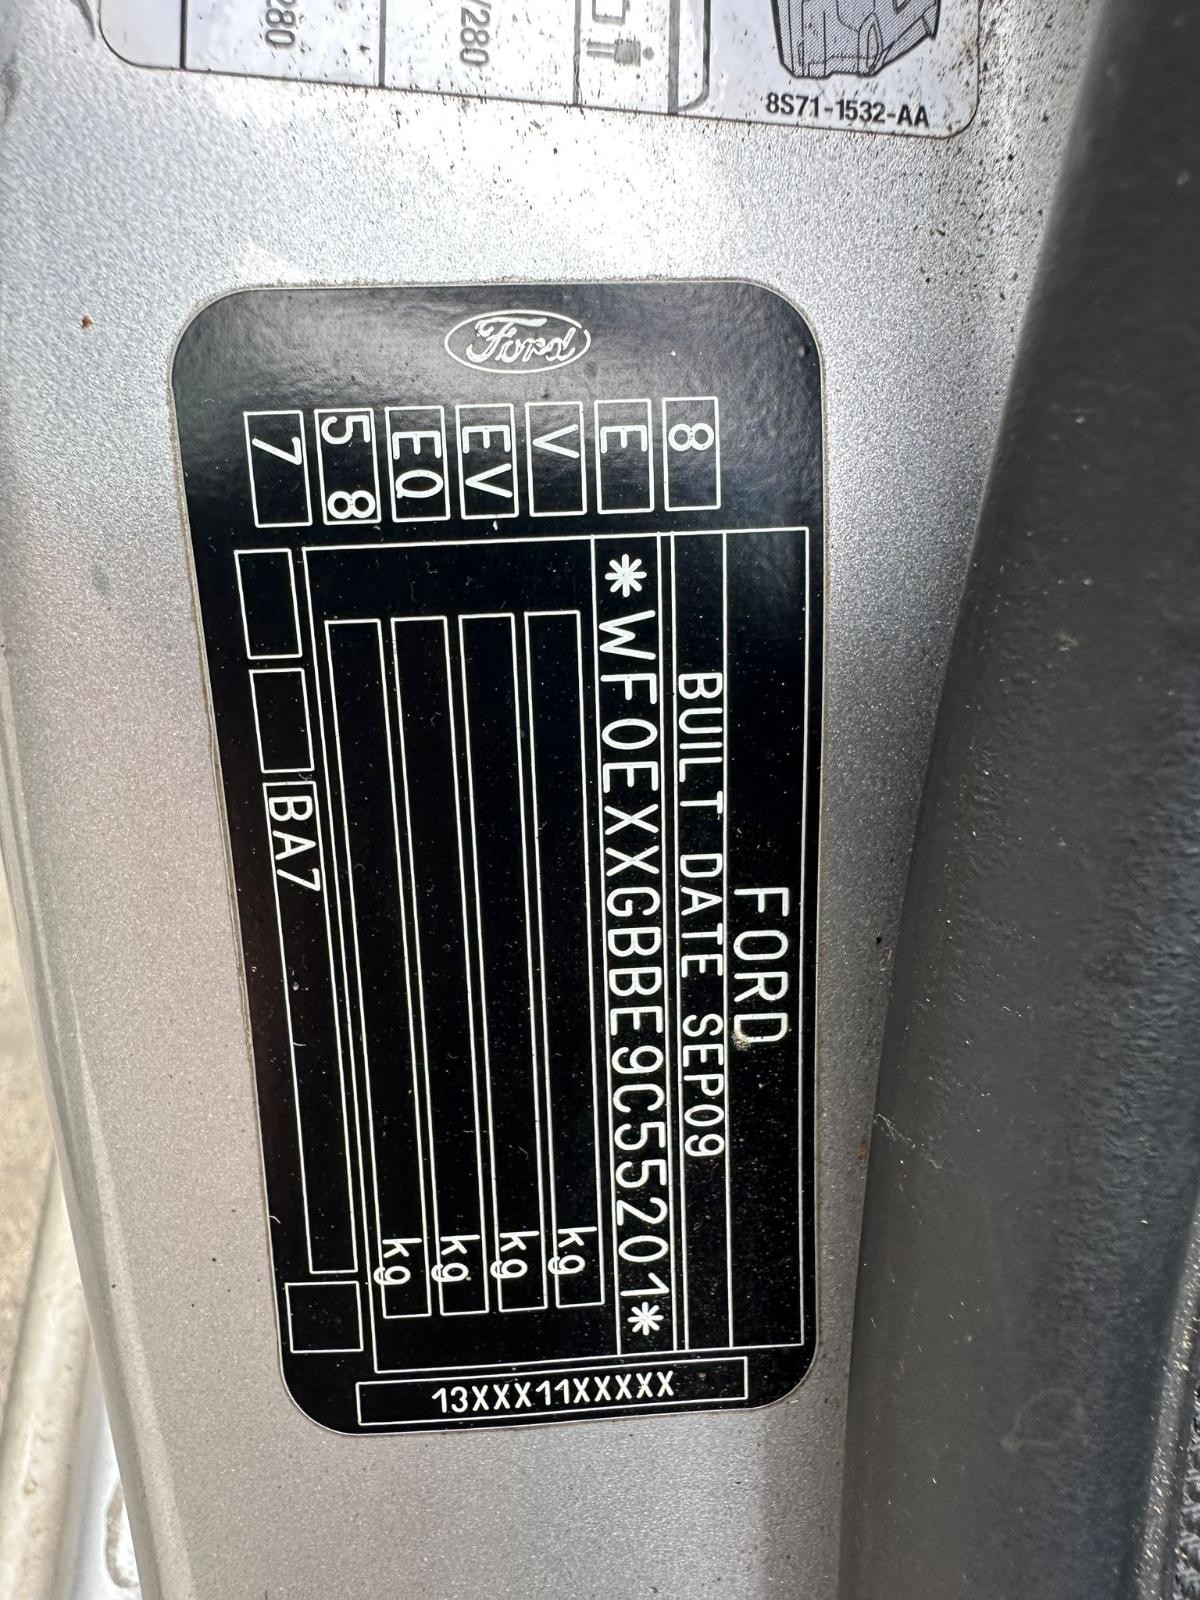 /280
/280
8S71-1532-AA
Ford
8
E
V
EV
EQ
5 8
7
FORD
BUILT DATE SEP09
*WF0EXXGBBE9C55201*
kg
kg
kg
kg
BA7
13XXX11XXXXX